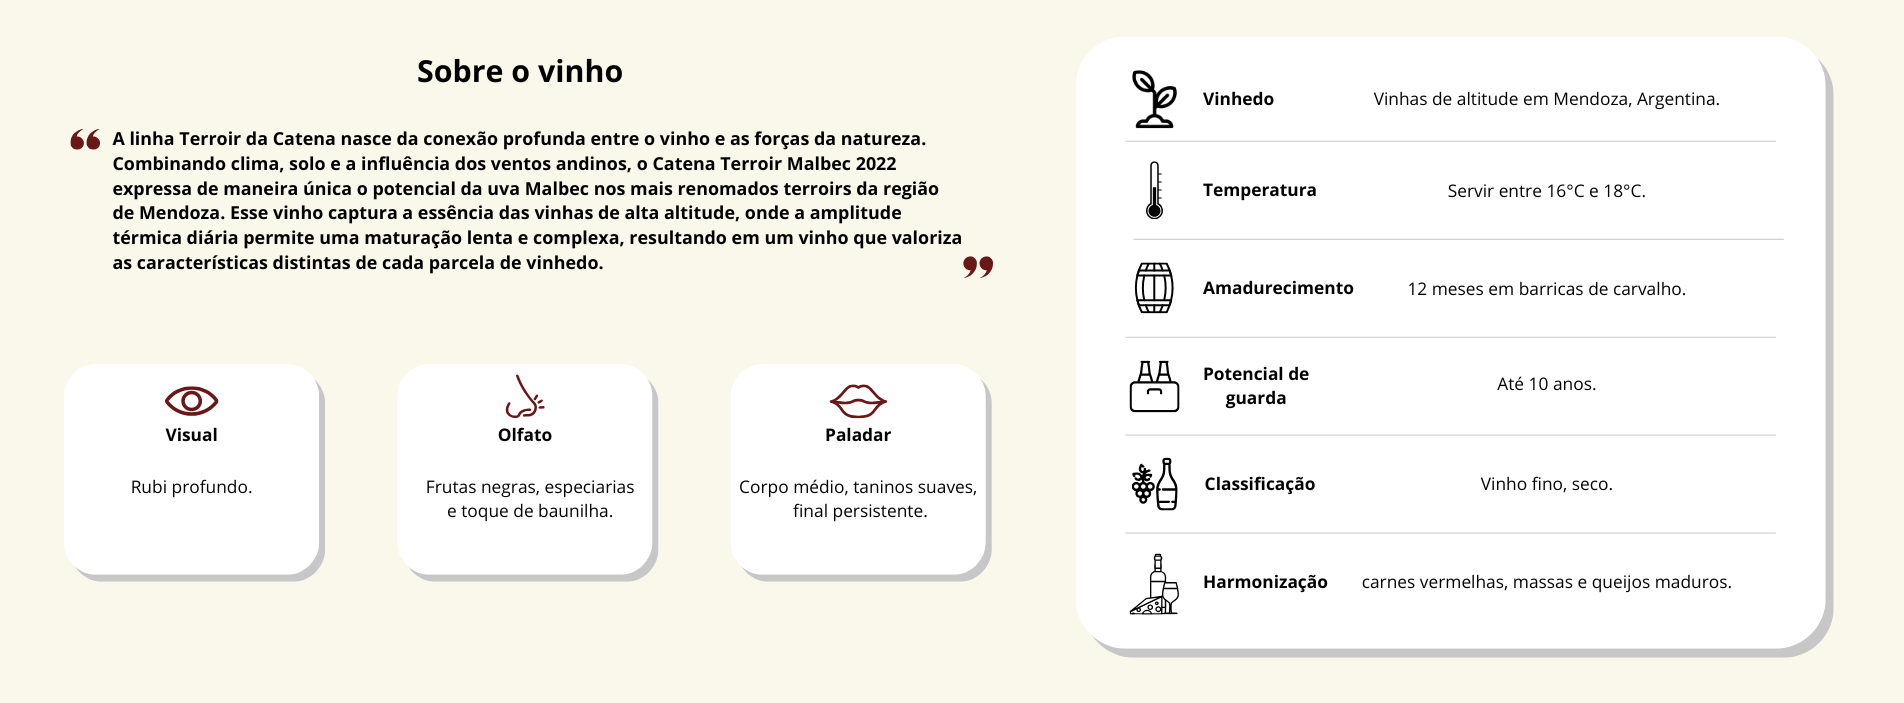 Sobre o vinho
“
A linha Terroir da Catena nasce da conexão profunda entre o vinho e as forças da natureza.
Combinando clima, solo e a influência dos ventos andinos, o Catena Terroir Malbec 2022
expressa de maneira única o potencial da uva Malbec nos mais renomados terroirs da região
de Mendoza. Esse vinho captura a essência das vinhas de alta altitude, onde a amplitude
térmica diária permite uma maturação lenta e complexa, resultando em um vinho que valoriza
as características distintas de cada parcela de vinhedo.
”
Visual
Rubi profundo.
Olfato
Frutas negras, especiarias
e toque de baunilha.
Paladar
Corpo médio, taninos suaves,
final persistente.
Vinhedo
Vinhas de altitude em Mendoza, Argentina.
Temperatura
Servir entre 16°C e 18°C.
Amadurecimento
12 meses em barricas de carvalho.
Potencial de
guarda
Até 10 anos.
Classificação
Vinho fino, seco.
Harmonização
carnes vermelhas, massas e queijos maduros.